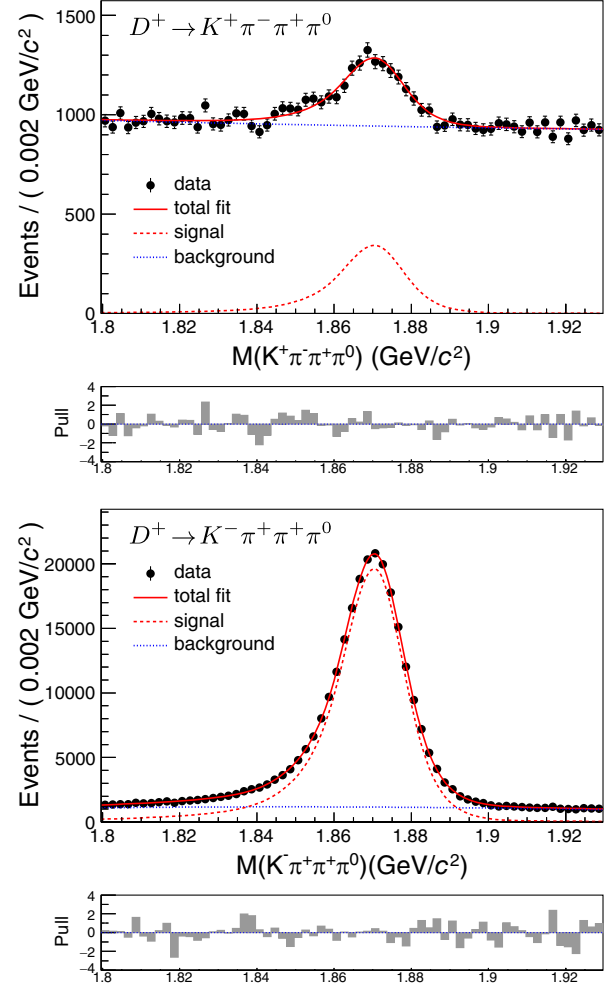 D⁺ → K⁺π⁻π⁺π⁰
Events / ( 0.002 GeV/c² )
1500
1000
500
0
data
total fit
signal
background
1.8 1.82 1.84 1.86 1.88 1.9 1.92
M(K⁺π⁻π⁺π⁰) (GeV/c²)
Pull
4
2
0
−2
−4
1.8 1.82 1.84 1.86 1.88 1.9 1.92
D⁺ → K⁻π⁺π⁺π⁰
Events / ( 0.002 GeV/c² )
20000
15000
10000
5000
0
data
total fit
signal
background
1.8 1.82 1.84 1.86 1.88 1.9 1.92
M(K⁻π⁺π⁺π⁰)(GeV/c²)
Pull
4
2
0
−2
−4
1.8 1.82 1.84 1.86 1.88 1.9 1.92